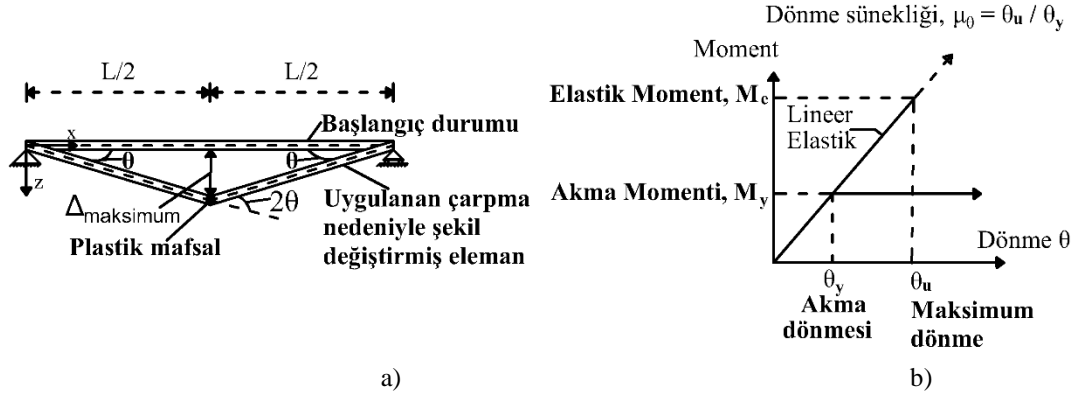 L/2
L/2
Başlangıç durumu
x
θ
θ
z
Δmaksimum
2θ
Plastik mafsal
Uygulanan çarpma
nedeniyle şekil
değiştirmiş eleman
a)
Dönme sünekliği, μ0 = θu / θy
Moment
Elastik Moment, Me
Lineer
Elastik
Akma Momenti, My
Dönme θ
θy
θu
Akma
dönmesi
Maksimum
dönme
b)